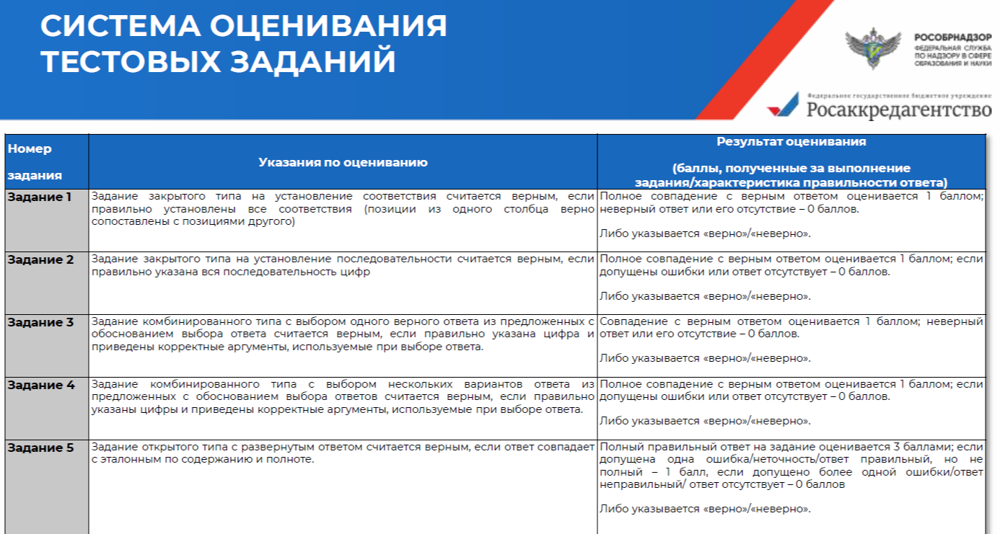 СИСТЕМА ОЦЕНИВАНИЯ
ТЕСТОВЫХ ЗАДАНИЙ
РОСОБРНАДЗОР
ФЕДЕРАЛЬНАЯ СЛУЖБА
ПО НАДЗОРУ В СФЕРЕ
ОБРАЗОВАНИЯ И НАУКИ
Федеральное государственное бюджетное учреждение
Росаккредагентство
Номер
задания
Указания по оцениванию
Результат оценивания
(баллы, полученные за выполнение
задания/характеристика правильности ответа)
Задание 1
Задание закрытого типа на установление соответствия считается верным, если
правильно установлены все соответствия (позиции из одного столбца верно
сопоставлены с позициями другого)
Полное совпадение с верным ответом оценивается 1 баллом;
неверный ответ или его отсутствие – 0 баллов.
Либо указывается «верно»/«неверно».
Задание 2
Задание закрытого типа на установление последовательности считается верным, если
правильно указана вся последовательность цифр
Полное совпадение с верным ответом оценивается 1 баллом; если
допущены ошибки или ответ отсутствует – 0 баллов.
Либо указывается «верно»/«неверно».
Задание 3
Задание комбинированного типа с выбором одного верного ответа из предложенных с
обоснованием выбора ответа считается верным, если правильно указана цифра и
приведены корректные аргументы, используемые при выборе ответа.
Совпадение с верным ответом оценивается 1 баллом; неверный
ответ или его отсутствие – 0 баллов.
Либо указывается «верно»/«неверно».
Задание 4
Задание комбинированного типа с выбором нескольких вариантов ответа из
предложенных с обоснованием выбора ответов считается верным, если правильно
указаны цифры и приведены корректные аргументы, используемые при выборе ответа.
Полное совпадение с верным ответом оценивается 1 баллом; если
допущены ошибки или ответ отсутствует – 0 баллов.
Либо указывается «верно»/«неверно».
Задание 5
Задание открытого типа с развернутым ответом считается верным, если ответ совпадает
с эталонным по содержанию и полноте.
Полный правильный ответ на задание оценивается 3 баллами; если
допущена одна ошибка/неточность/ответ правильный, но не
полный – 1 балл, если допущено более одной ошибки/ответ
неправильный/ ответ отсутствует – 0 баллов
Либо указывается «верно»/«неверно».